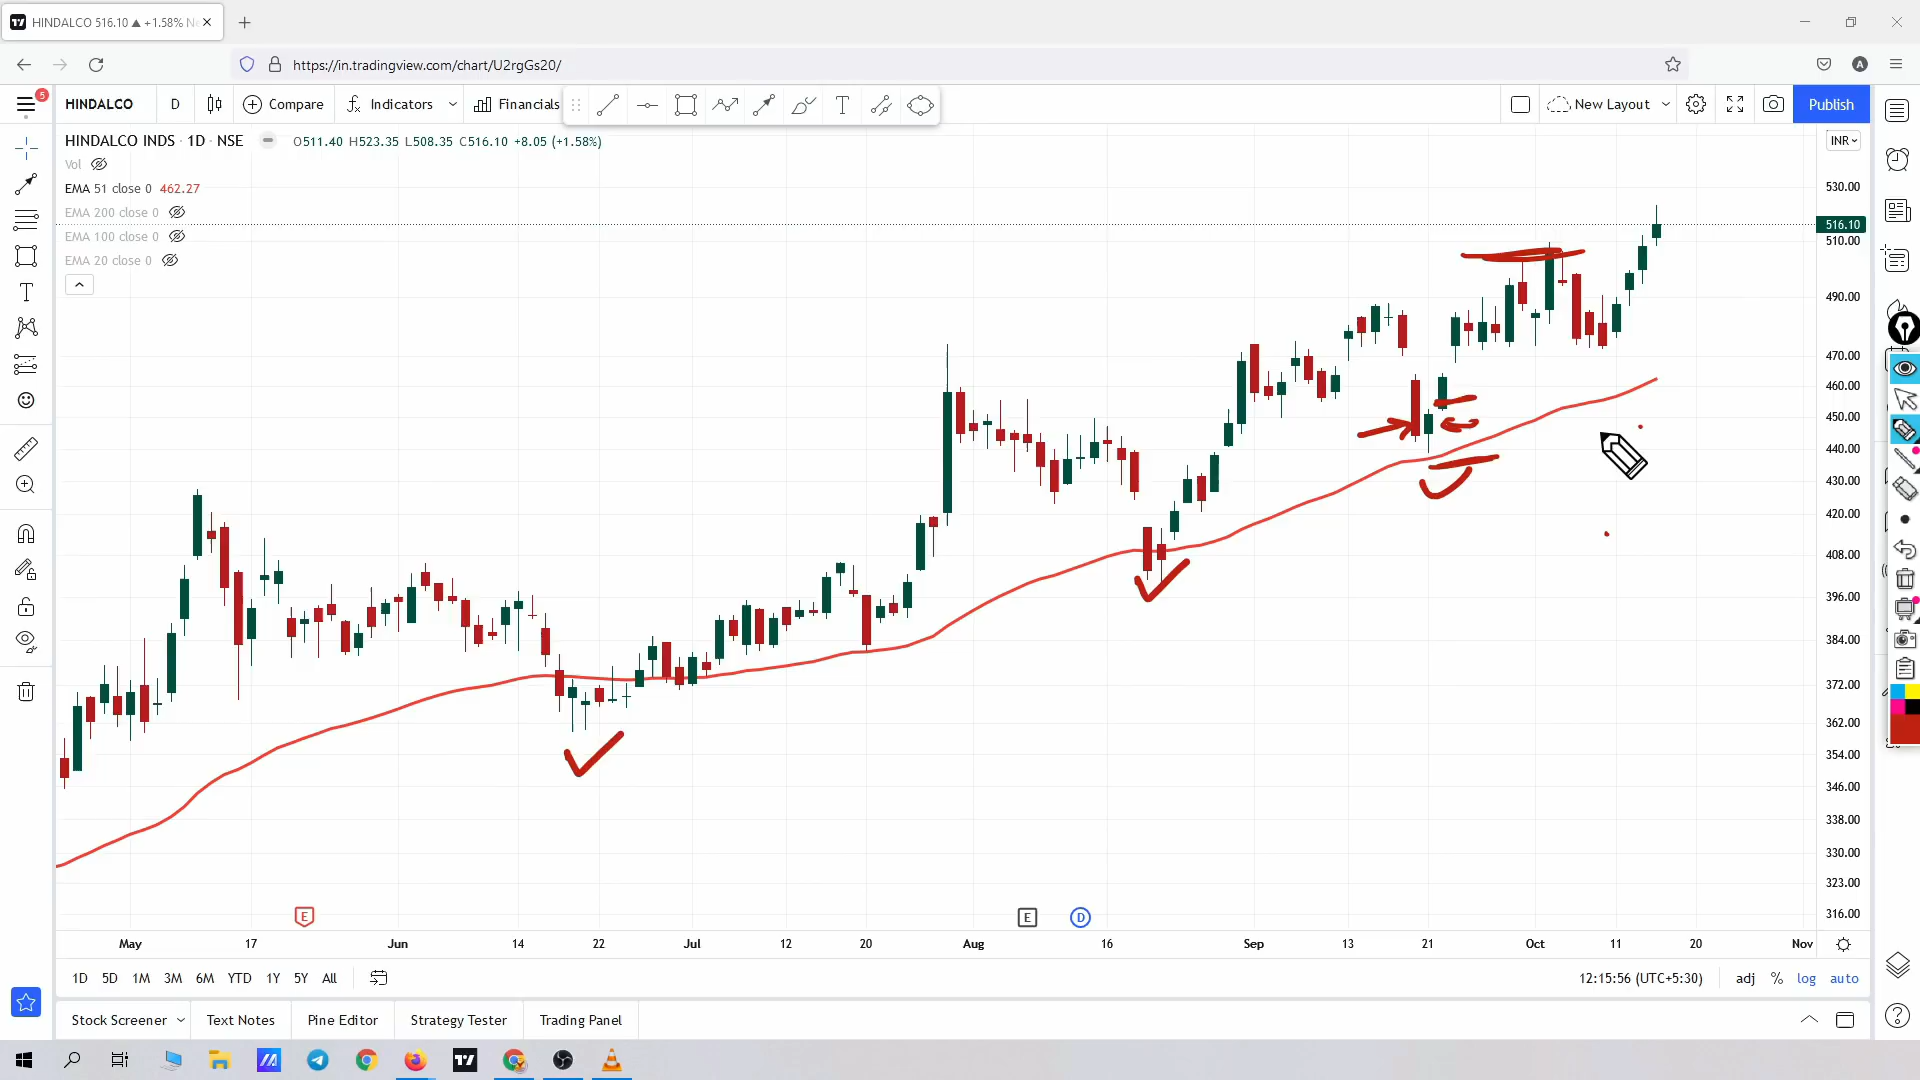 HINDALCO 516.10 ▲ +1.58%
https://in.tradingview.com/chart/U2rgGs20/
5
HINDALCO D Compare Indicators Financials New Layout Publish
HINDALCO INDS · 1D · NSE O511.40 H523.35 L508.35 C516.10 +8.05 (+1.58%)
INR
Vol
EMA 51 close 0 462.27
EMA 200 close 0
EMA 100 close 0
EMA 20 close 0
530.00
516.10
510.00
490.00
470.00
460.00
450.00
440.00
430.00
420.00
408.00
396.00
384.00
372.00
362.00
354.00
346.00
338.00
330.00
323.00
316.00
E E D
May 17 Jun 14 22 Jul 12 20 Aug 16 Sep 13 21 Oct 11 20 Nov
1D 5D 1M 3M 6M YTD 1Y 5Y All 12:15:56 (UTC+5:30) adj % log auto
Stock Screener Text Notes Pine Editor Strategy Tester Trading Panel